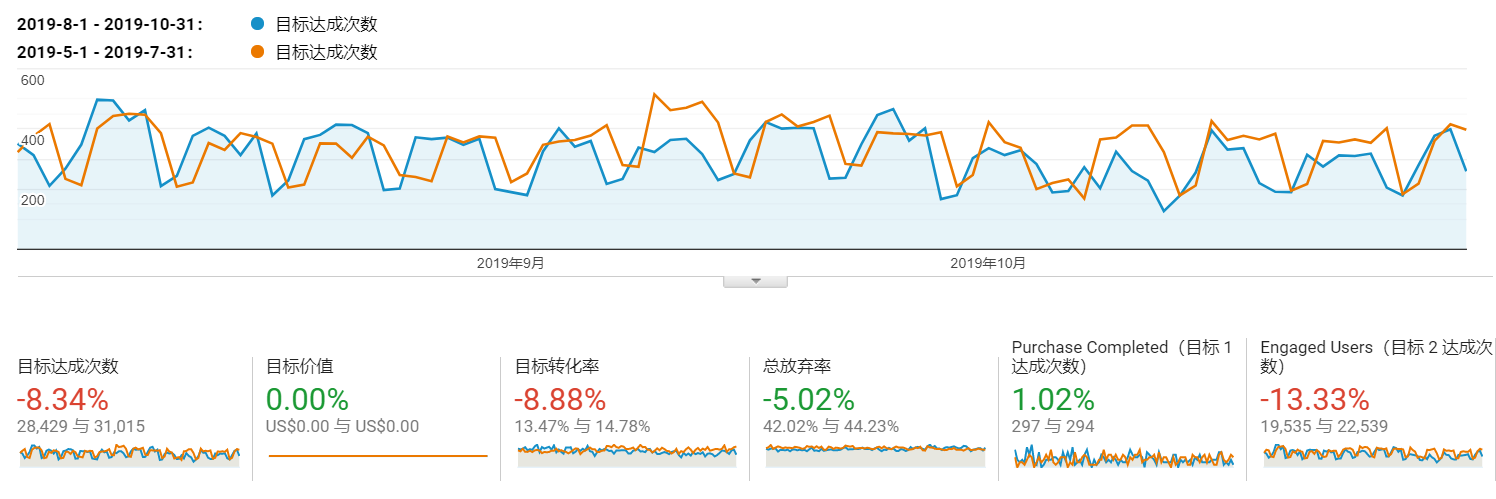 2019-8-1 - 2019-10-31： 目标达成次数
2019-5-1 - 2019-7-31： 目标达成次数
600
400
200
2019年9月 2019年10月
目标达成次数
-8.34%
28,429 与 31,015
目标价值
0.00%
US$0.00 与 US$0.00
目标转化率
-8.88%
13.47% 与 14.78%
总放弃率
-5.02%
42.02% 与 44.23%
Purchase Completed（目标 1
达成次数）
1.02%
297 与 294
Engaged Users（目标 2 达成次
数）
-13.33%
19,535 与 22,539